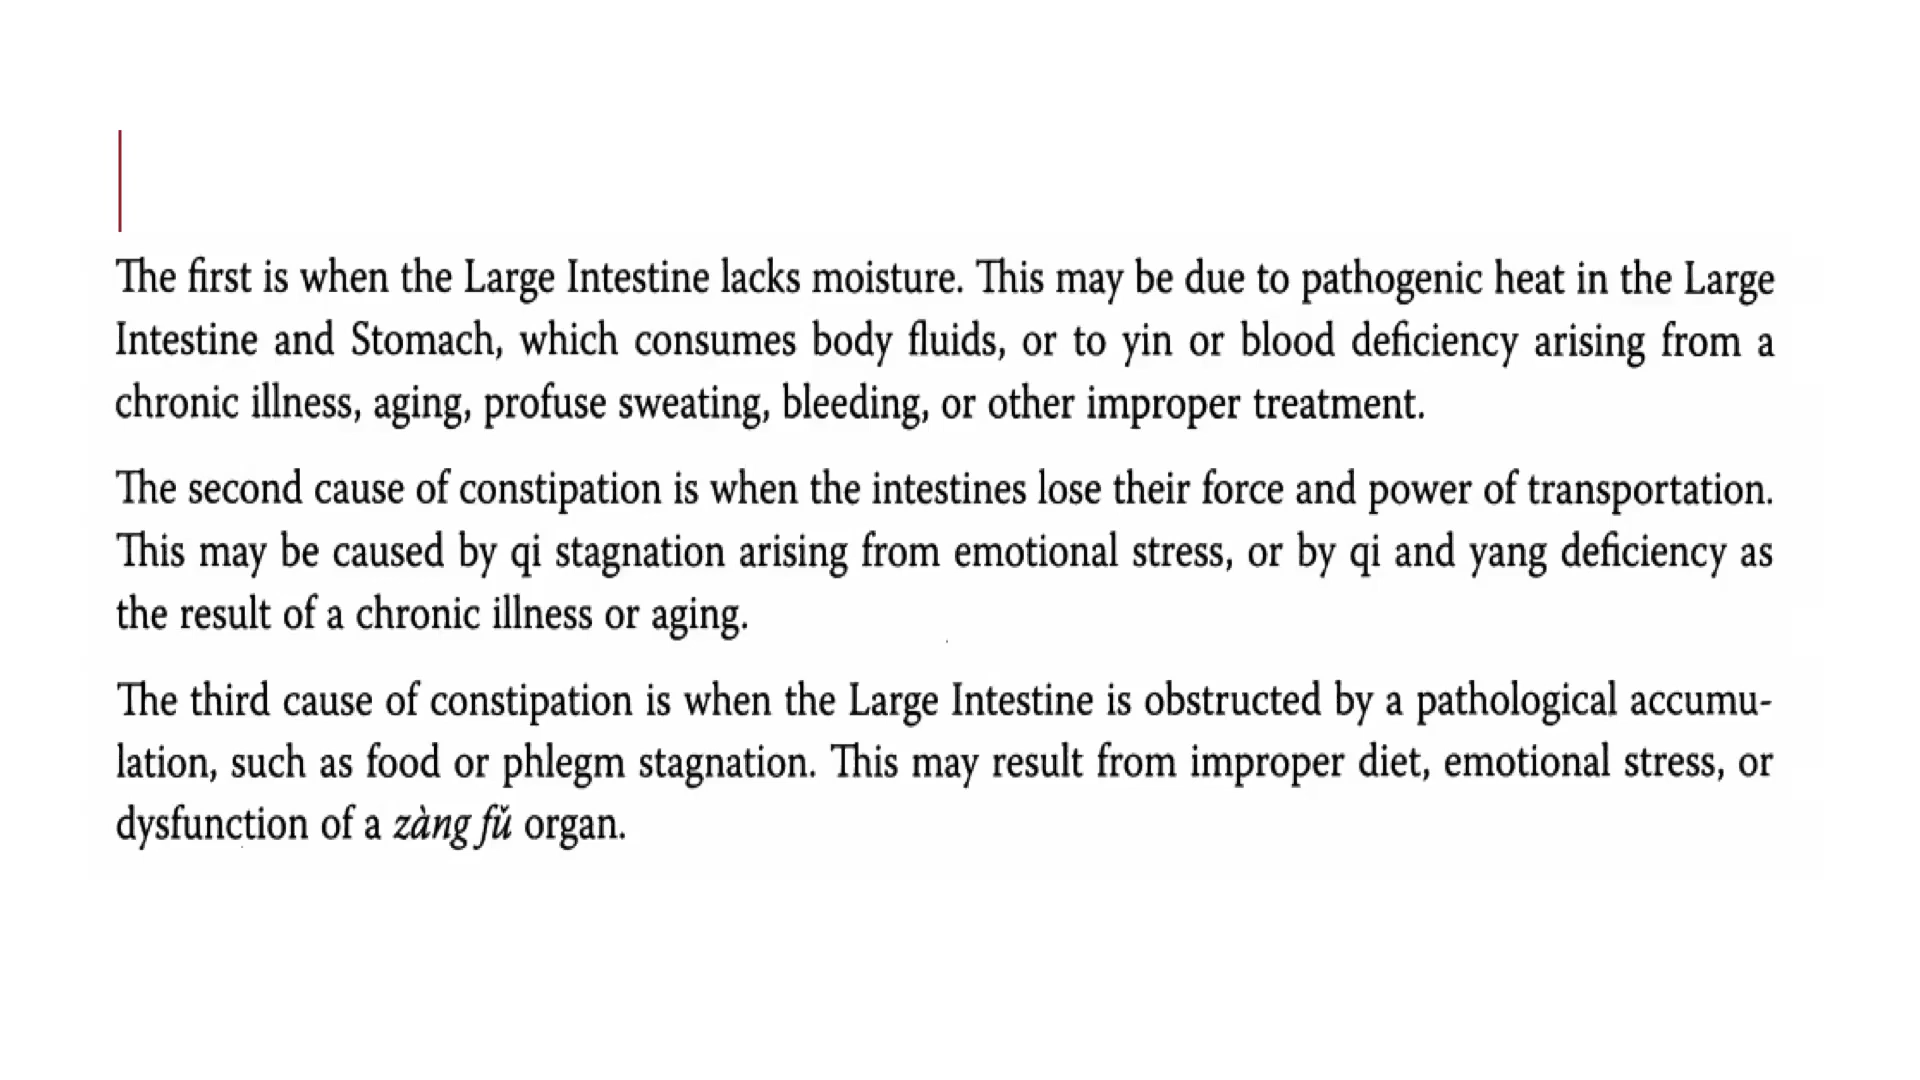 The first is when the Large Intestine lacks moisture. This may be due to pathogenic heat in the Large
Intestine and Stomach, which consumes body fluids, or to yin or blood deficiency arising from a
chronic illness, aging, profuse sweating, bleeding, or other improper treatment.
The second cause of constipation is when the intestines lose their force and power of transportation.
This may be caused by qi stagnation arising from emotional stress, or by qi and yang deficiency as
the result of a chronic illness or aging.
The third cause of constipation is when the Large Intestine is obstructed by a pathological accumu-
lation, such as food or phlegm stagnation. This may result from improper diet, emotional stress, or
dysfunction of a zàng fǔ organ.